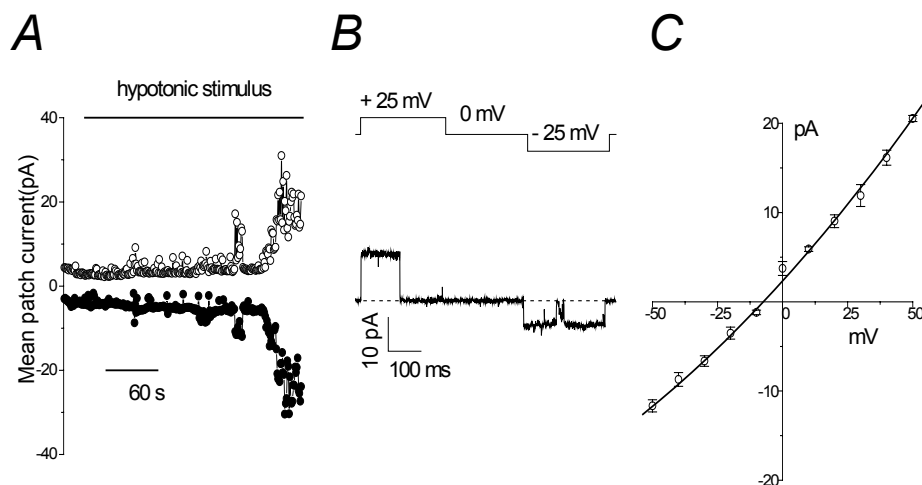 A
hypotonic stimulus
40
20
0
-20
-40
Mean patch current(pA)
60 s
B
+ 25 mV
0 mV
- 25 mV
10 pA
100 ms
C
20
pA
10
-50
-25
0
25
50
mV
-10
-20